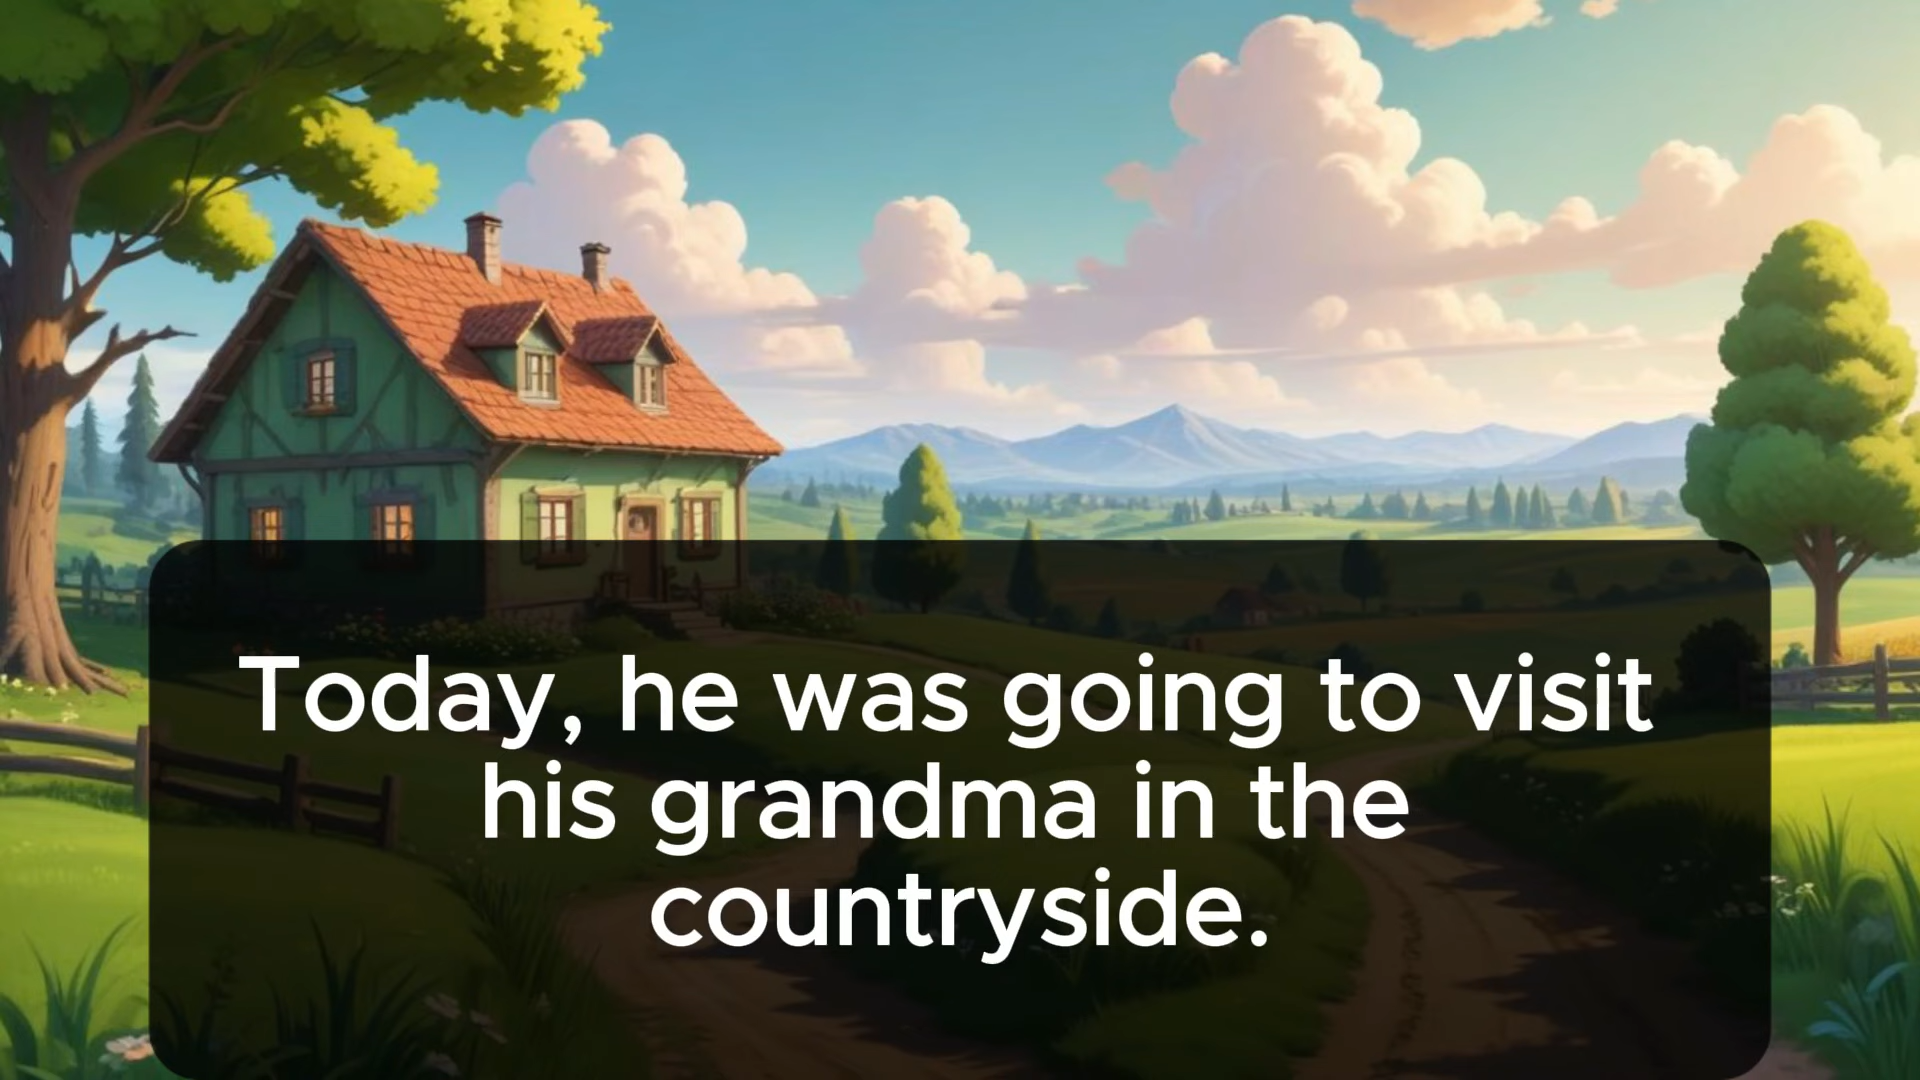 Today, he was going to visit
his grandma in the
countryside.